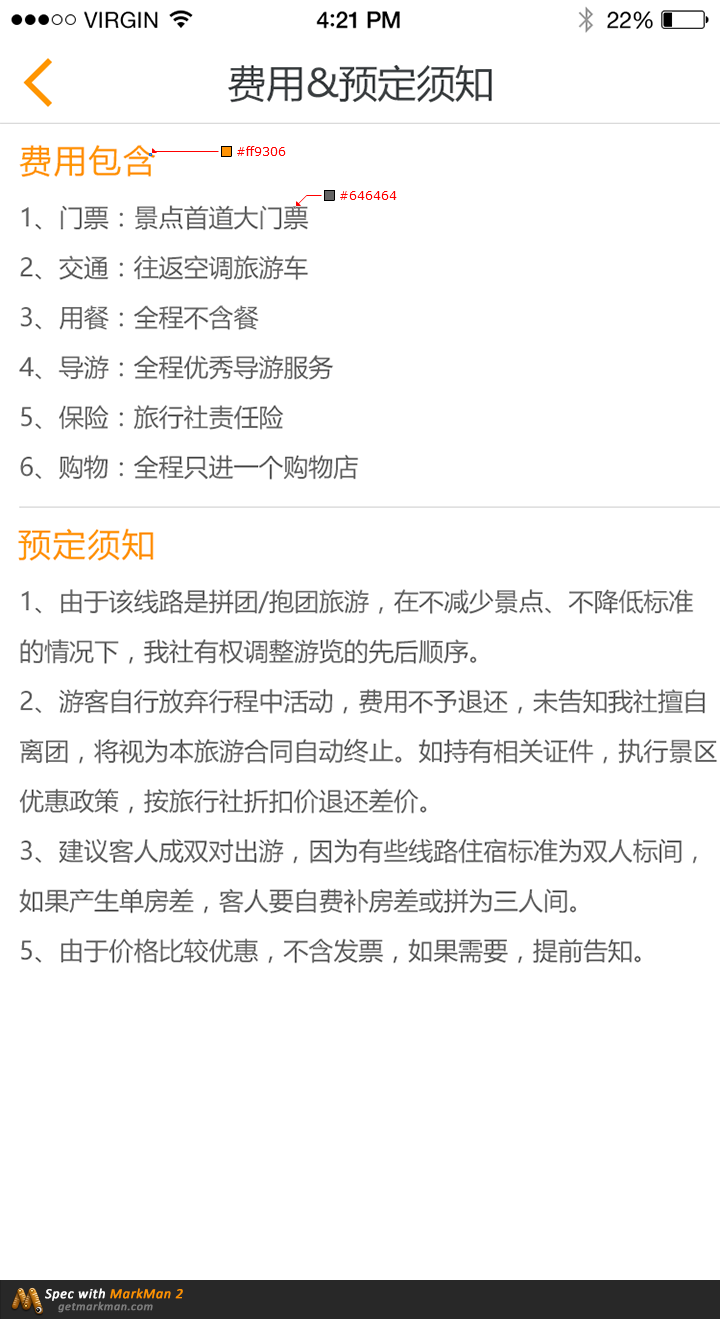 VIRGIN 4:21 PM 22%
费用&预定须知
费用包含 #ff9306
#646464
1、门票：景点首道大门票
2、交通：往返空调旅游车
3、用餐：全程不含餐
4、导游：全程优秀导游服务
5、保险：旅行社责任险
6、购物：全程只进一个购物店
预定须知
1、由于该线路是拼团/抱团旅游，在不减少景点、不降低标准
的情况下，我社有权调整游览的先后顺序。
2、游客自行放弃行程中活动，费用不予退还，未告知我社擅自
离团，将视为本旅游合同自动终止。如持有相关证件，执行景区
优惠政策，按旅行社折扣价退还差价。
3、建议客人成双对出游，因为有些线路住宿标准为双人标间，
如果产生单房差，客人要自费补房差或拼为三人间。
5、由于价格比较优惠，不含发票，如果需要，提前告知。
Spec with MarkMan 2
getmarkman.com